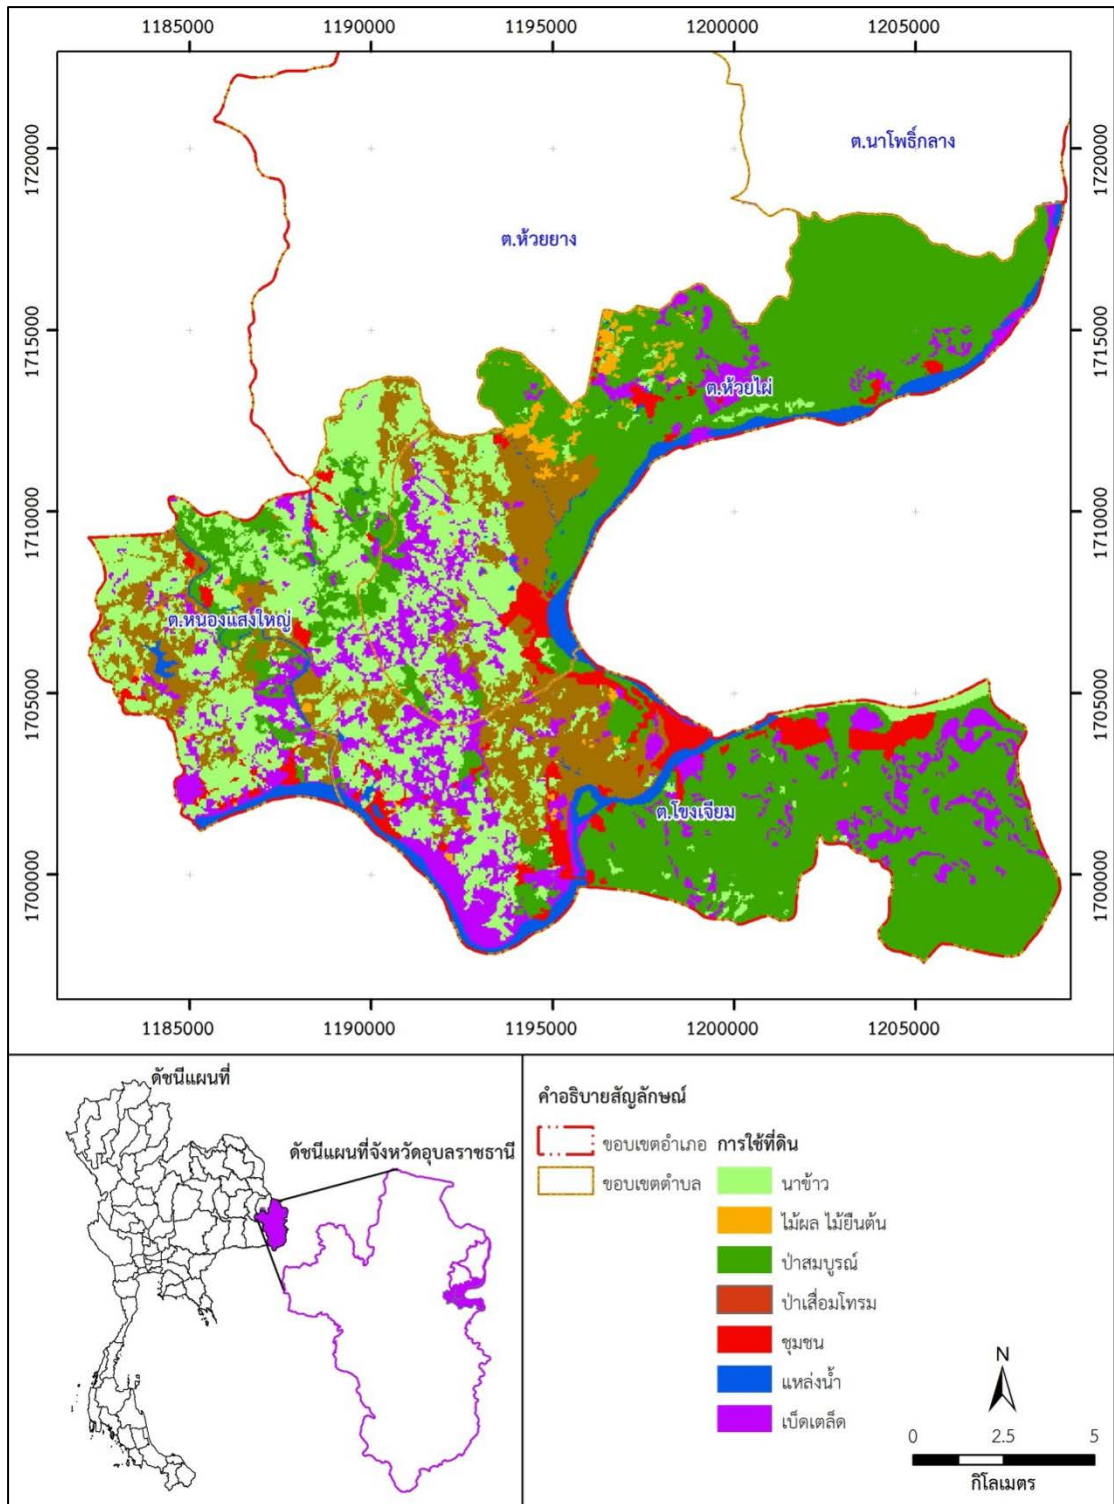 1185000 1190000 1195000 1200000 1205000
1720000 1720000
ต.นาโพธิ์กลาง
ต.ห้วยยาง
1715000 1715000
ต.ห้วยไผ่
1710000 1710000
ต.หนองแสงใหญ่
1705000 1705000
ต.โขงเจียม
1700000 1700000
1185000 1190000 1195000 1200000 1205000
ดัชนีแผนที่
ดัชนีแผนที่จังหวัดอุบลราชธานี
คำอธิบายสัญลักษณ์
ขอบเขตอำเภอ
ขอบเขตตำบล
การใช้ที่ดิน
นาข้าว
ไม้ผล ไม้ยืนต้น
ป่าสมบูรณ์
ป่าเสื่อมโทรม
ชุมชน
แหล่งน้ำ
เบ็ดเตล็ด
N
0 2.5 5
กิโลเมตร